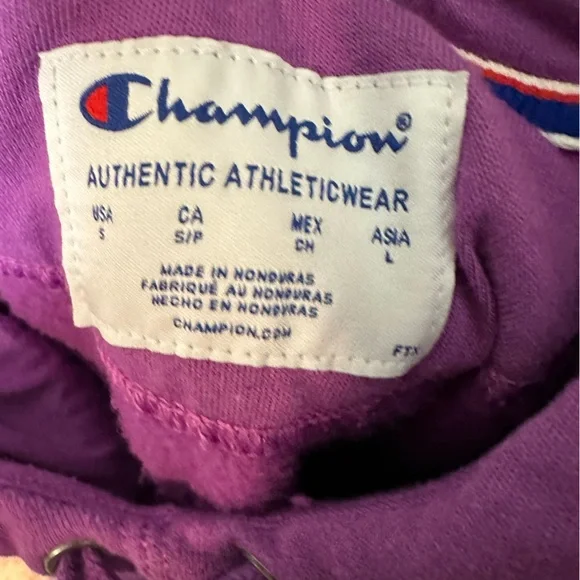 Champion®
AUTHENTIC ATHLETICWEAR
USA CA MEX ASIA
S S/P CH L
MADE IN HONDURAS
FABRIQUÉ AU HONDURAS
HECHO EN HONDURAS
CHAMPION.COM
FTX